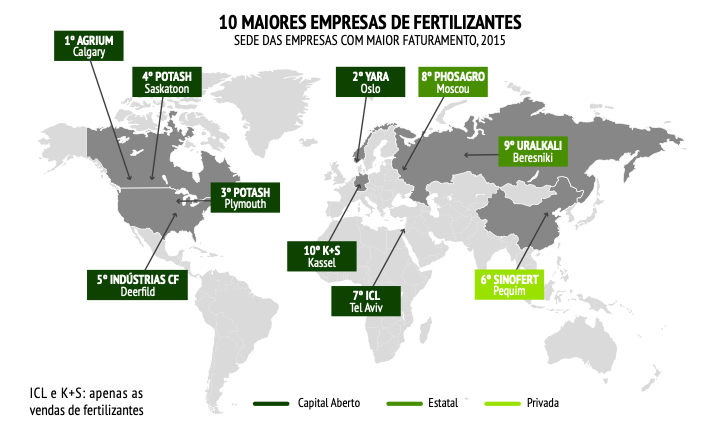 10 MAIORES EMPRESAS DE FERTILIZANTES
SEDE DAS EMPRESAS COM MAIOR FATURAMENTO, 2015
1º AGRIUM
Calgary
4º POTASH
Saskatoon
2º YARA
Oslo
8º PHOSAGRO
Moscou
9º URALKALI
Beresniki
3º POTASH
Plymouth
10º K+S
Kassel
5º INDÚSTRIAS CF
Deerfild
7º ICL
Tel Aviv
6º SINOFERT
Pequim
ICL e K+S: apenas as
vendas de fertilizantes
Capital Aberto
Estatal
Privada